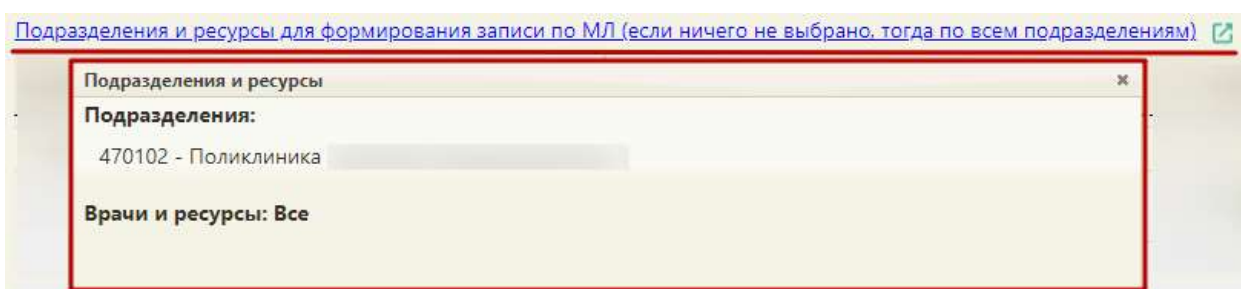 Подразделения и ресурсы для формирования записи по МЛ (если ничего не выбрано, тогда по всем подразделениям)
Подразделения и ресурсы
Подразделения:
470102 - Поликлиника
Врачи и ресурсы: Все